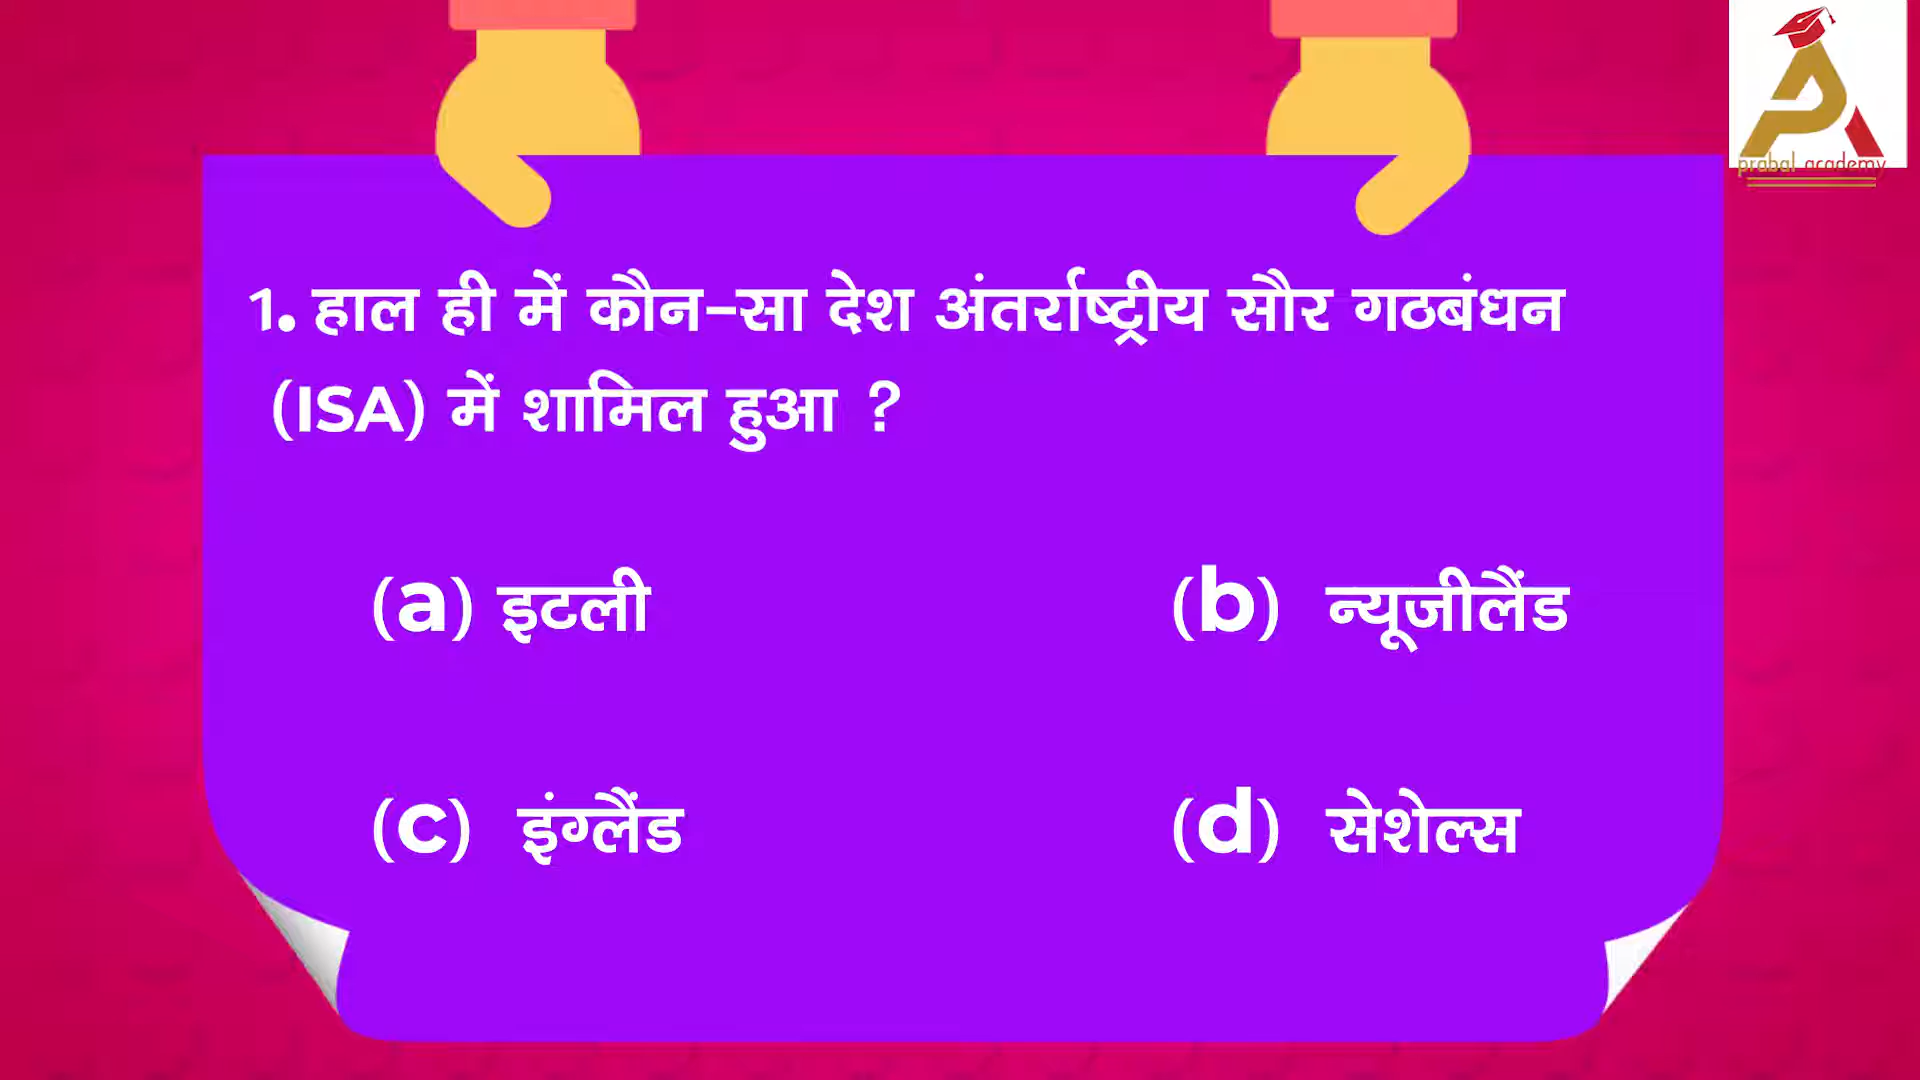 prabal academy
1. हाल ही में कौन-सा देश अंतर्राष्ट्रीय सौर गठबंधन
(ISA) में शामिल हुआ ?
(a) इटली (b) न्यूजीलैंड
(c) इंग्लैंड (d) सेशेल्स